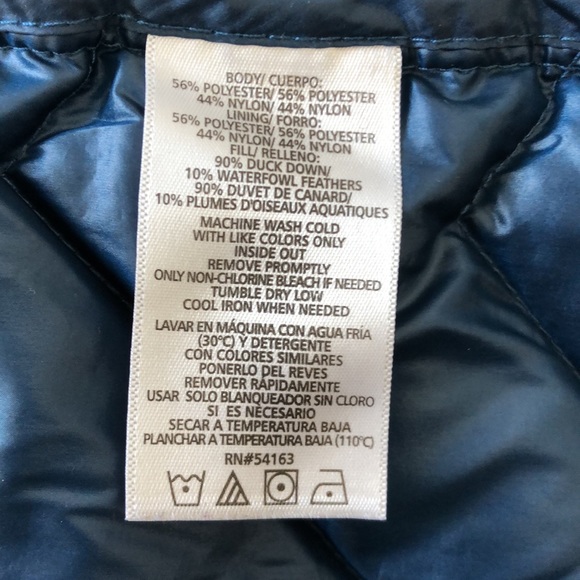 BODY/ CUERPO:
56% POLYESTER/ 56% POLYESTER
44% NYLON/ 44% NYLON
LINING/ FORRO:
56% POLYESTER/ 56% POLYESTER
44% NYLON/ 44% NYLON
FILL/ RELLENO:
90% DUCK DOWN/
10% WATERFOWL FEATHERS
90% DUVET DE CANARD/
10% PLUMES D'OISEAUX AQUATIQUES
MACHINE WASH COLD
WITH LIKE COLORS ONLY
INSIDE OUT
REMOVE PROMPTLY
ONLY NON-CHLORINE BLEACH IF NEEDED
TUMBLE DRY LOW
COOL IRON WHEN NEEDED
LAVAR EN MÁQUINA CON AGUA FRÍA
(30°C) Y DETERGENTE
CON COLORES SIMILARES
PONERLO DEL REVES
REMOVER RÁPIDAMENTE
USAR SOLO BLANQUEADOR SIN CLORO
SI ES NECESARIO
SECAR A TEMPERATURA BAJA
PLANCHAR A TEMPERATURA BAJA (110°C)
RN#54163